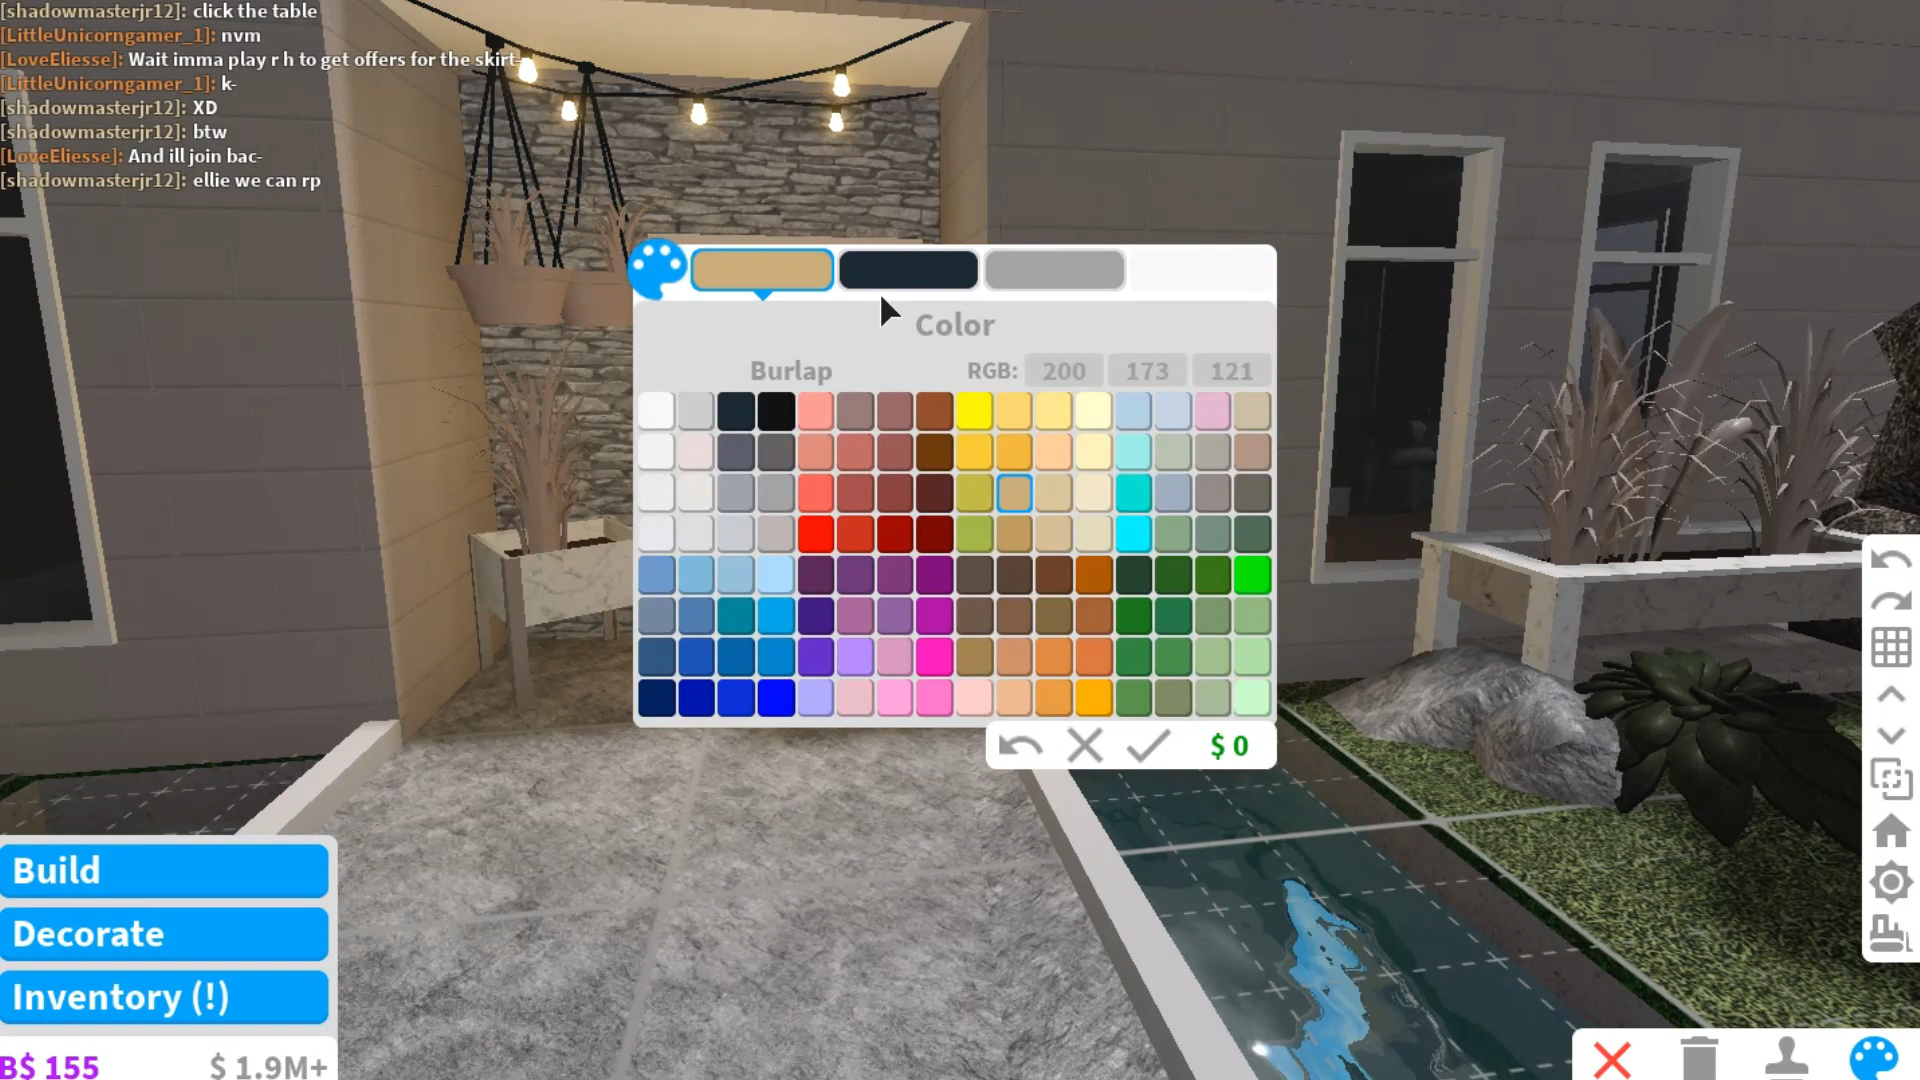 [shadowmasterjr12]: click the table
[LittleUnicorngamer_1]: nvm
[LoveEliesse]: Wait imma play r h to get offers for the skirt-
[LittleUnicorngamer_1]: k-
[shadowmasterjr12]: XD
[shadowmasterjr12]: btw
[LoveEliesse]: And ill join bac-
[shadowmasterjr12]: ellie we can rp
Color
Burlap RGB: 200 173 121
$ 0
Build
Decorate
Inventory (!)
B$ 155 $ 1.9M+